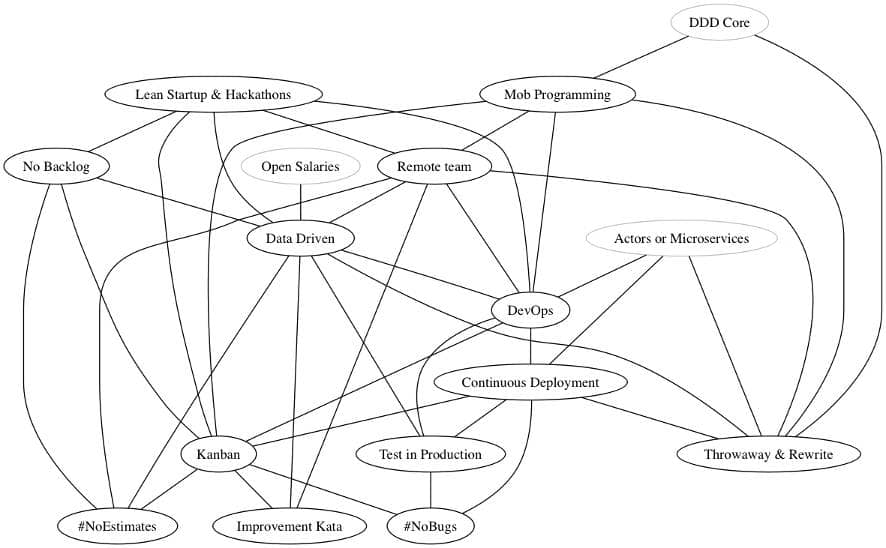 DDD Core
Lean Startup & Hackathons
Mob Programming
No Backlog
Open Salaries
Remote team
Data Driven
Actors or Microservices
DevOps
Continuous Deployment
Kanban
Test in Production
Throwaway & Rewrite
#NoEstimates
Improvement Kata
#NoBugs